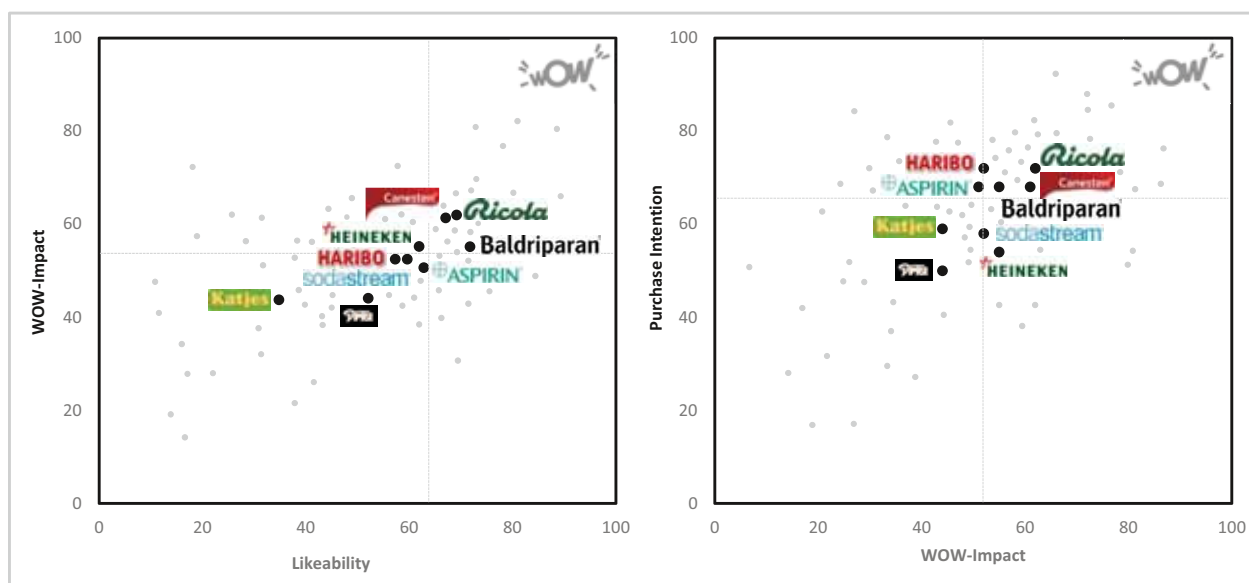 100
80
60
40
20
0
WOW-Impact
wow
Canesten
Ricola
HEINEKEN
Baldriparan
HARIBO
sodastream
ASPIRIN
Katjes
0 20 40 60 80 100
Likeability
100
80
60
40
20
0
Purchase Intention
wow
HARIBO
Ricola
ASPIRIN
Canesten
Baldriparan
Katjes
sodastream
HEINEKEN
0 20 40 60 80 100
WOW-Impact